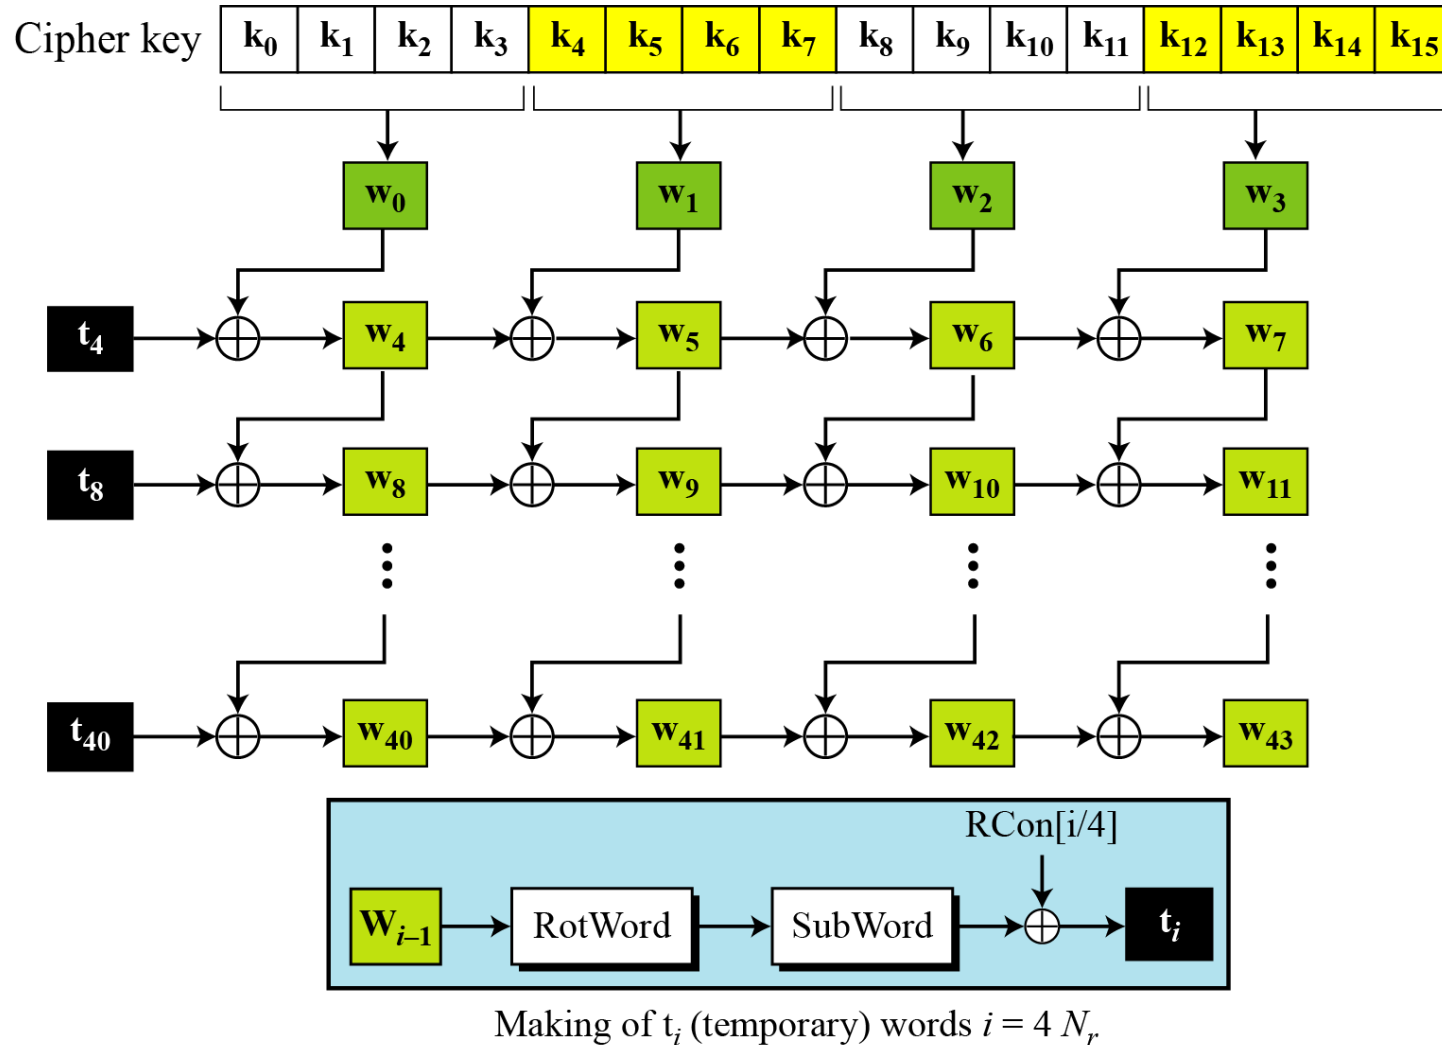 Cipher key k₀ k₁ k₂ k₃ k₄ k₅ k₆ k₇ k₈ k₉ k₁₀ k₁₁ k₁₂ k₁₃ k₁₄ k₁₅
w₀ w₁ w₂ w₃
t₄ w₄ w₅ w₆ w₇
t₈ w₈ w₉ w₁₀ w₁₁
t₄₀ w₄₀ w₄₁ w₄₂ w₄₃
RCon[i/4]
Wᵢ₋₁ RotWord SubWord tᵢ
Making of tᵢ (temporary) words i = 4 Nᵣ